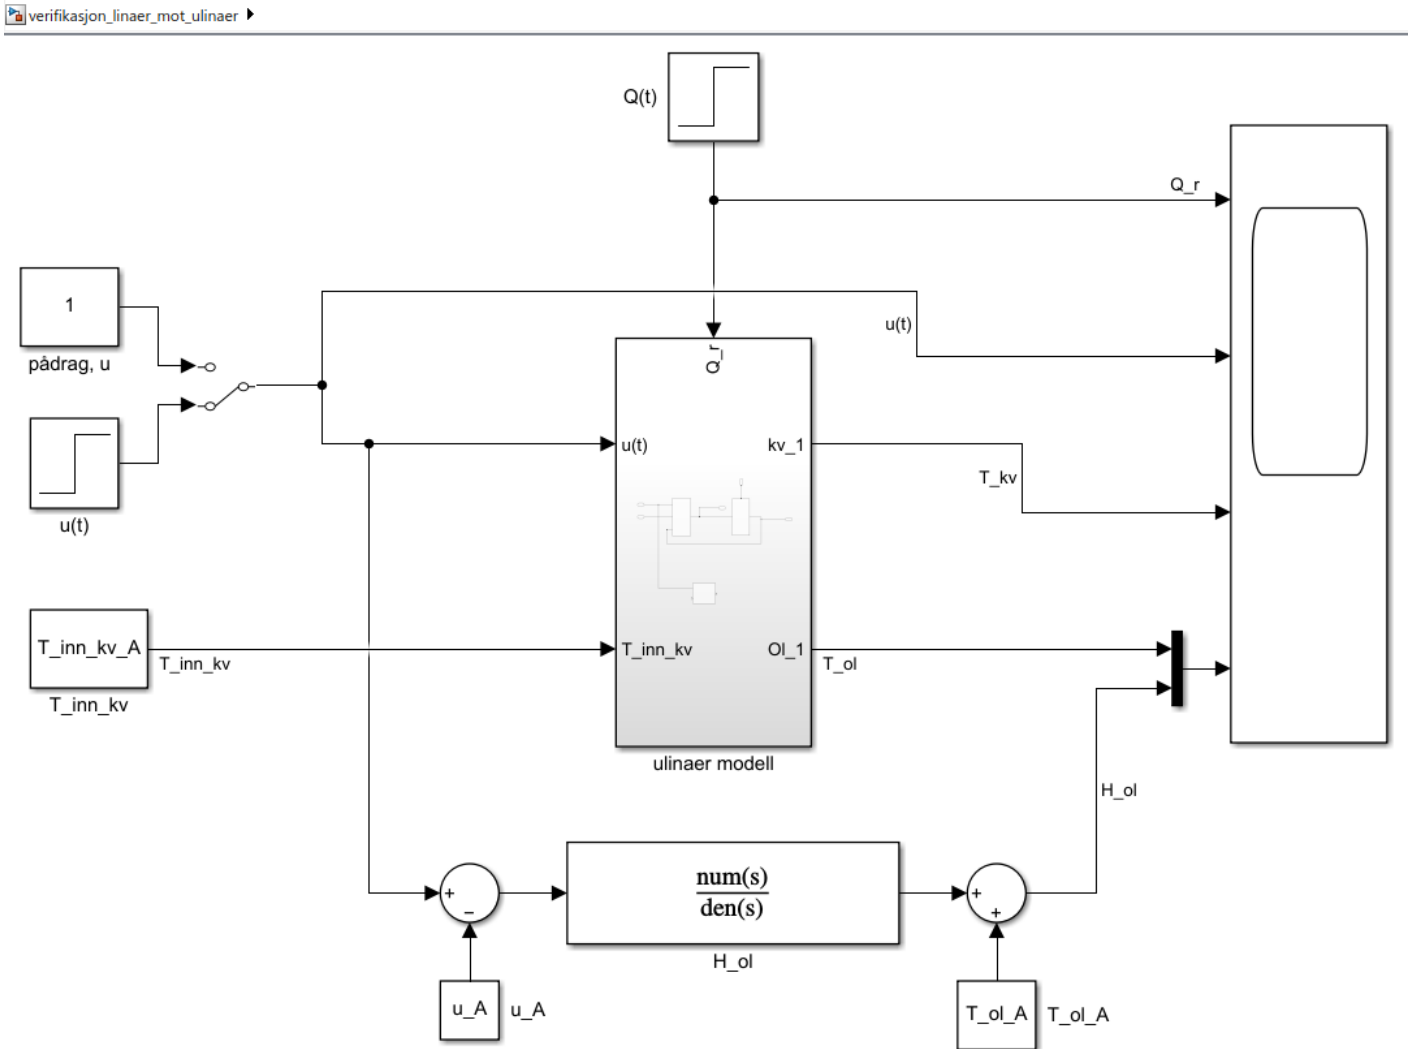 verifikasjon_linaer_mot_ulinaer
Q(t)
Q_r
1
pådrag, u
u(t)
Q_r
u(t)
kv_1
T_kv
u(t)
T_inn_kv_A
T_inn_kv
T_inn_kv
Ol_1
T_ol
T_inn_kv
ulinaer modell
H_ol
num(s)
den(s)
+
−
+
+
H_ol
u_A
u_A
T_ol_A
T_ol_A